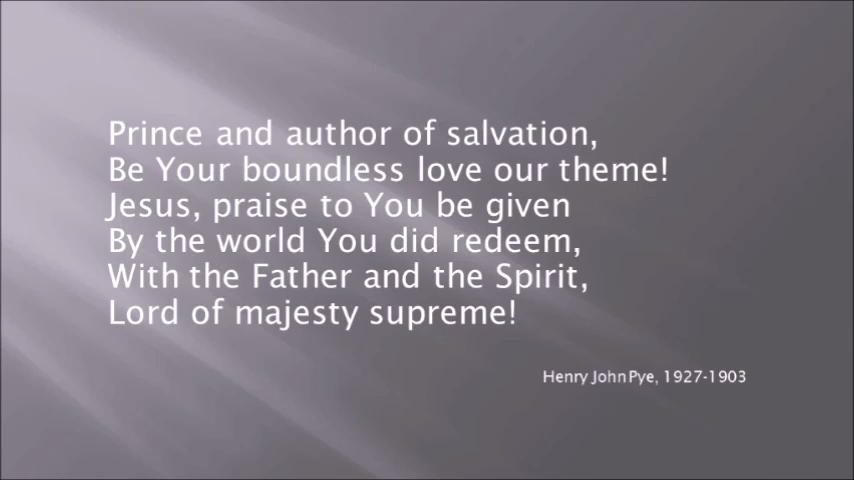 Prince and author of salvation,
Be Your boundless love our theme!
Jesus, praise to You be given
By the world You did redeem,
With the Father and the Spirit,
Lord of majesty supreme!
Henry John Pye, 1927-1903